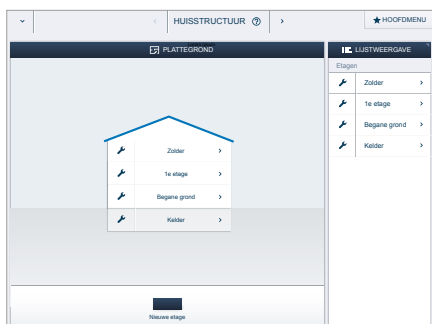 HUISSTRUCTUUR ?
★ HOOFDMENU
PLATTEGROND
LIJSTWEERGAVE
Etagen
Zolder
1e etage
Begane grond
Kelder
Zolder
1e etage
Begane grond
Kelder
Nieuwe etage